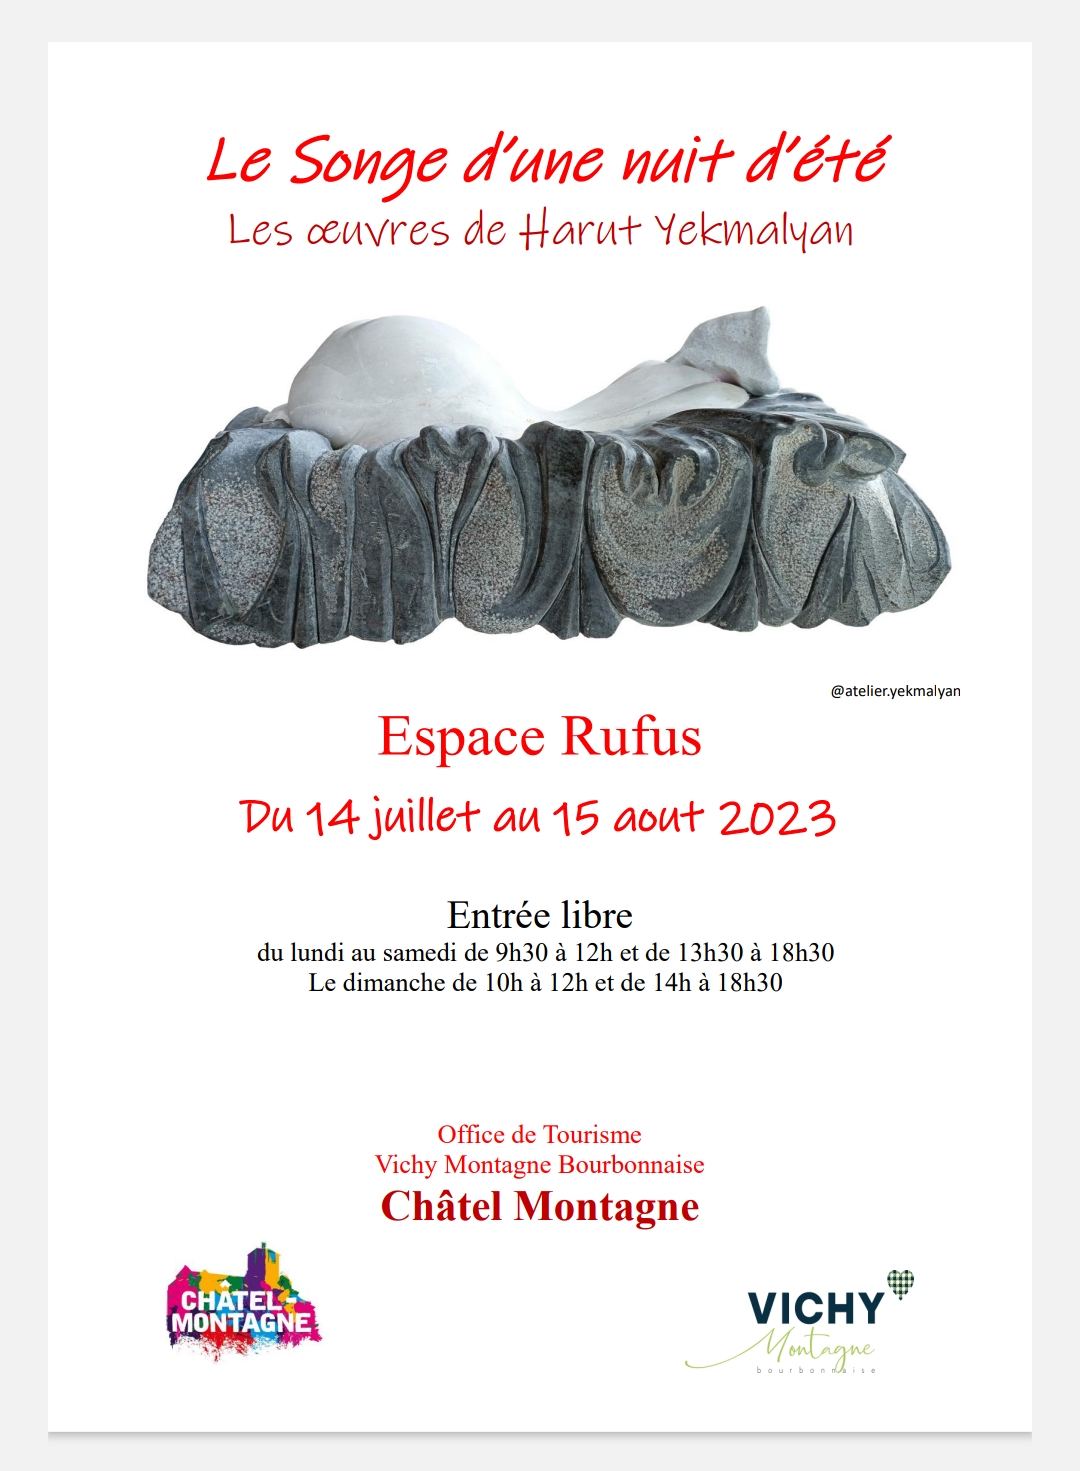 Le Songe d'une nuit d'été
Les œuvres de Harut Yekmalyan
@atelier.yekmalyan
Espace Rufus
Du 14 juillet au 15 aout 2023
Entrée libre
du lundi au samedi de 9h30 à 12h et de 13h30 à 18h30
Le dimanche de 10h à 12h et de 14h à 18h30
Office de Tourisme
Vichy Montagne Bourbonnaise
Châtel Montagne
CHÂTEL-
MONTAGNE
VICHY
Montagne
bourbonnaise